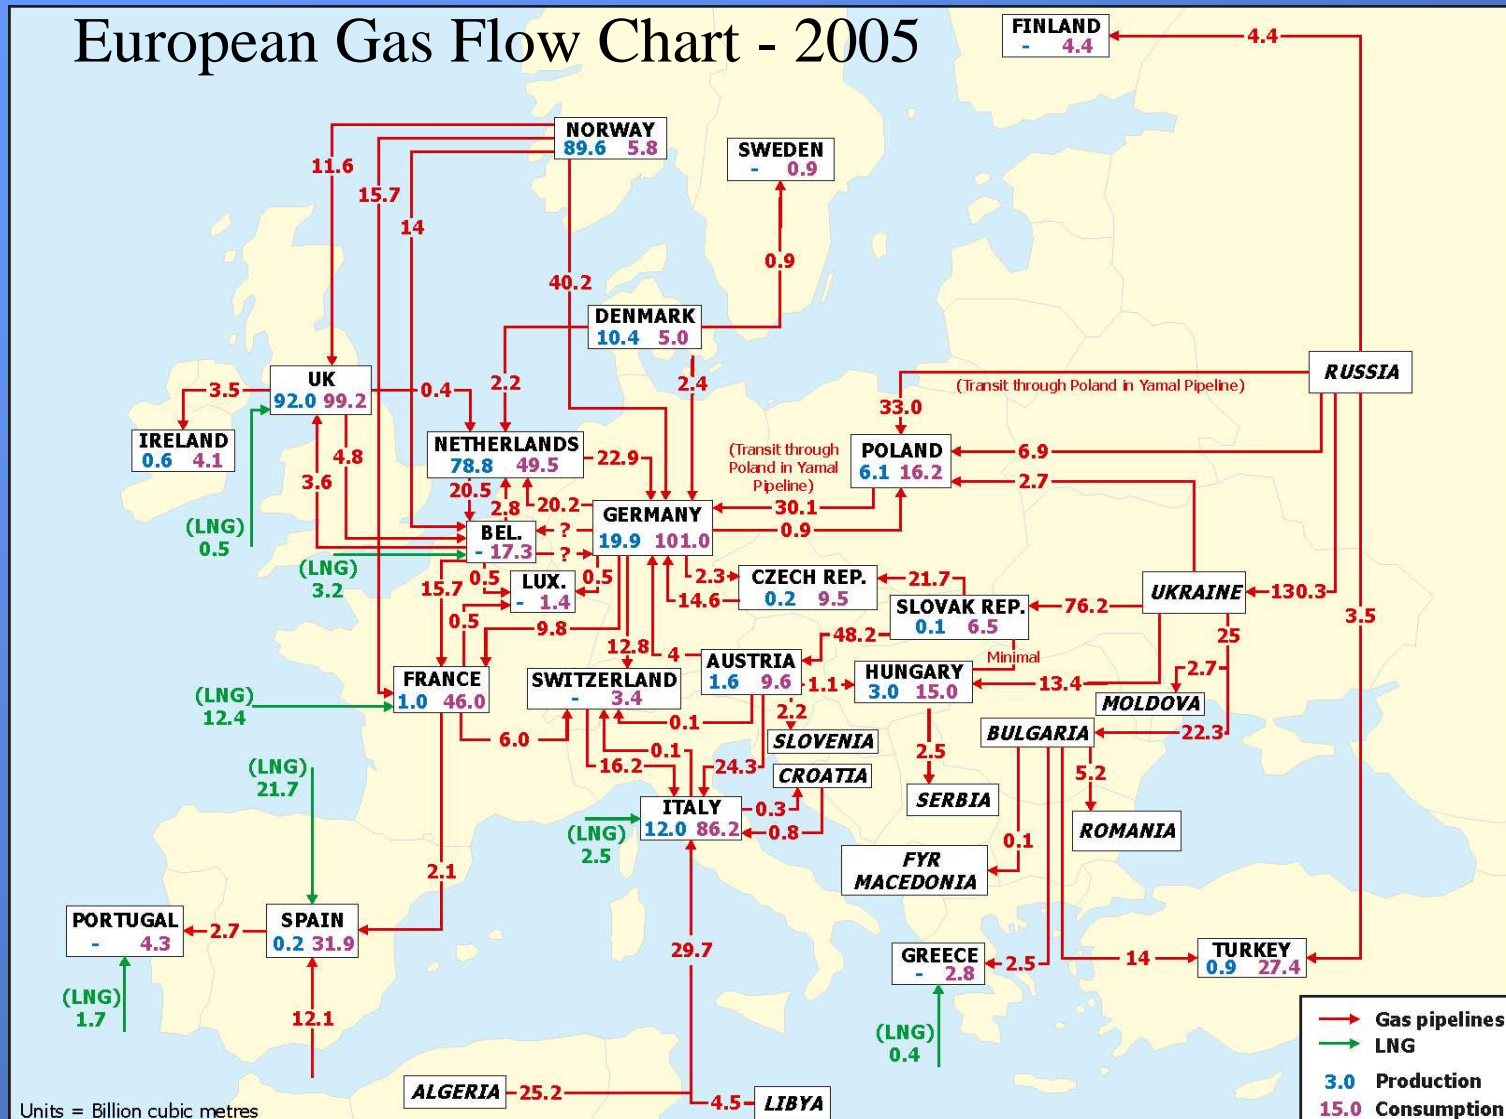 European Gas Flow Chart - 2005
FINLAND
- 4.4
4.4
NORWAY
89.6 5.8
SWEDEN
- 0.9
11.6
15.7
14
40.2
0.9
DENMARK
10.4 5.0
2.2
2.4
RUSSIA
(Transit through Poland in Yamal Pipeline)
33.0
UK
92.0 99.2
3.5
0.4
IRELAND
0.6 4.1
4.8
3.6
NETHERLANDS
78.8 49.5
22.9
(Transit through
Poland in Yamal
Pipeline)
POLAND
6.1 16.2
6.9
2.7
20.5
2.8
20.2
30.1
0.9
GERMANY
19.9 101.0
(LNG)
0.5
BEL.
- 17.3
?
?
(LNG)
3.2
15.7
0.5
LUX.
- 1.4
0.5
0.5
9.8
2.3
14.6
CZECH REP.
0.2 9.5
21.7
SLOVAK REP.
0.1 6.5
76.2
UKRAINE
130.3
3.5
25
48.2
Minimal
12.8
4
AUSTRIA
1.6 9.6
1.1
HUNGARY
3.0 15.0
13.4
2.7
MOLDOVA
FRANCE
1.0 46.0
SWITZERLAND
- 3.4
(LNG)
12.4
6.0
0.1
2.2
SLOVENIA
BULGARIA
22.3
0.1
16.2
24.3
CROATIA
2.5
5.2
(LNG)
21.7
ITALY
12.0 86.2
0.3
0.8
SERBIA
ROMANIA
(LNG)
2.5
0.1
FYR
MACEDONIA
2.1
PORTUGAL
- 4.3
2.7
SPAIN
0.2 31.9
29.7
GREECE
- 2.8
2.5
14
TURKEY
0.9 27.4
(LNG)
1.7
12.1
(LNG)
0.4
ALGERIA
25.2
4.5
LIBYA
Gas pipelines
LNG
3.0 Production
15.0 Consumption
Units = Billion cubic metres